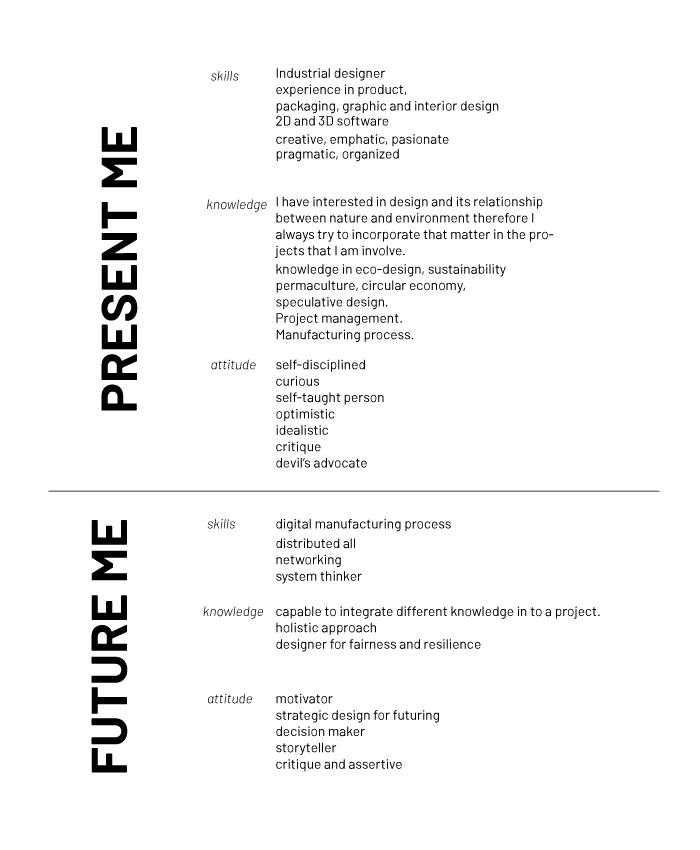 PRESENT ME
skills
Industrial designer
experience in product,
packaging, graphic and interior design
2D and 3D software
creative, emphatic, pasionate
pragmatic, organized
knowledge
I have interested in design and its relationship
between nature and environment therefore I
always try to incorporate that matter in the pro-
jects that I am involve.
knowledge in eco-design, sustainability
permaculture, circular economy,
speculative design.
Project management.
Manufacturing process.
attitude
self-disciplined
curious
self-taught person
optimistic
idealistic
critique
devil's advocate
FUTURE ME
skills
digital manufacturing process
distributed all
networking
system thinker
knowledge
capable to integrate different knowledge in to a project.
holistic approach
designer for fairness and resilience
attitude
motivator
strategic design for futuring
decision maker
storyteller
critique and assertive